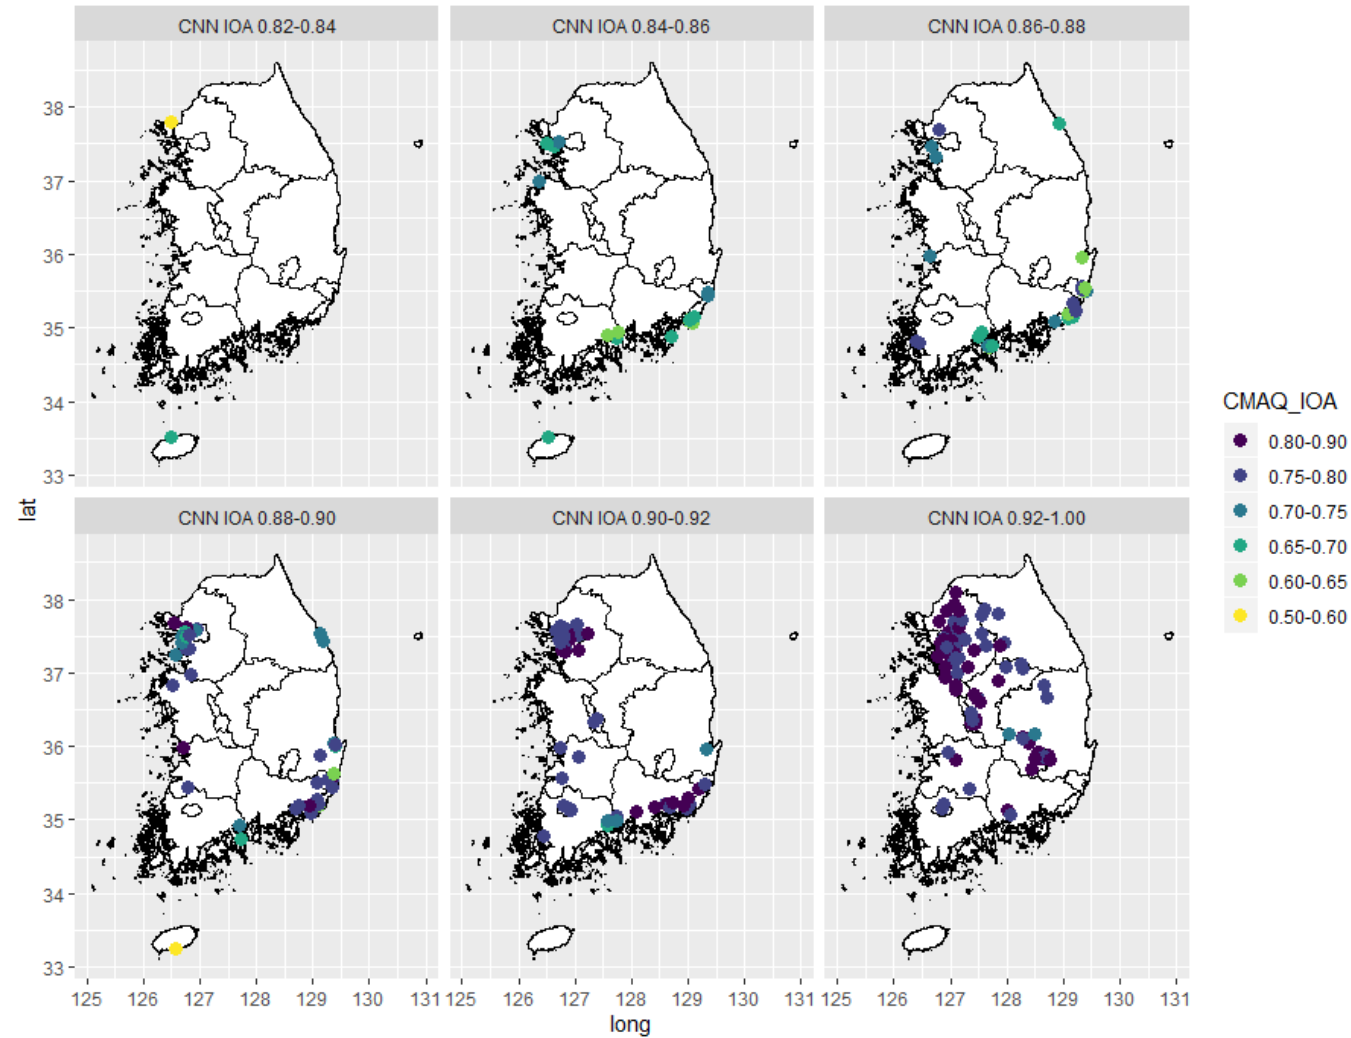 CNN IOA 0.82-0.84
CNN IOA 0.84-0.86
CNN IOA 0.86-0.88
38
37
36
35
34
33
lat
CNN IOA 0.88-0.90
CNN IOA 0.90-0.92
CNN IOA 0.92-1.00
38
37
36
35
34
33
125 126 127 128 129 130 131
125 126 127 128 129 130 131
125 126 127 128 129 130 131
long
CMAQ_IOA
0.80-0.90
0.75-0.80
0.70-0.75
0.65-0.70
0.60-0.65
0.50-0.60